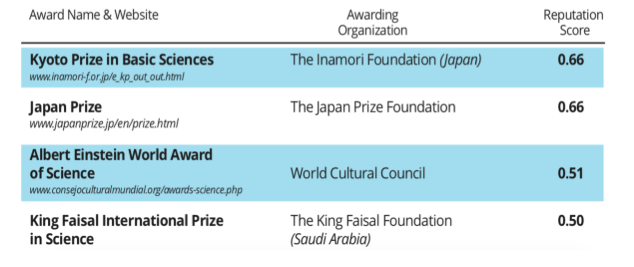 Award Name & Website Awarding Reputation
Organization Score
Kyoto Prize in Basic Sciences The Inamori Foundation (Japan) 0.66
www.inamori-f.or.jp/e_kp_out_out.html
Japan Prize The Japan Prize Foundation 0.66
www.japanprize.jp/en/prize.html
Albert Einstein World Award
of Science World Cultural Council 0.51
www.consejoculturalmundial.org/awards-science.php
King Faisal International Prize The King Faisal Foundation 0.50
in Science (Saudi Arabia)